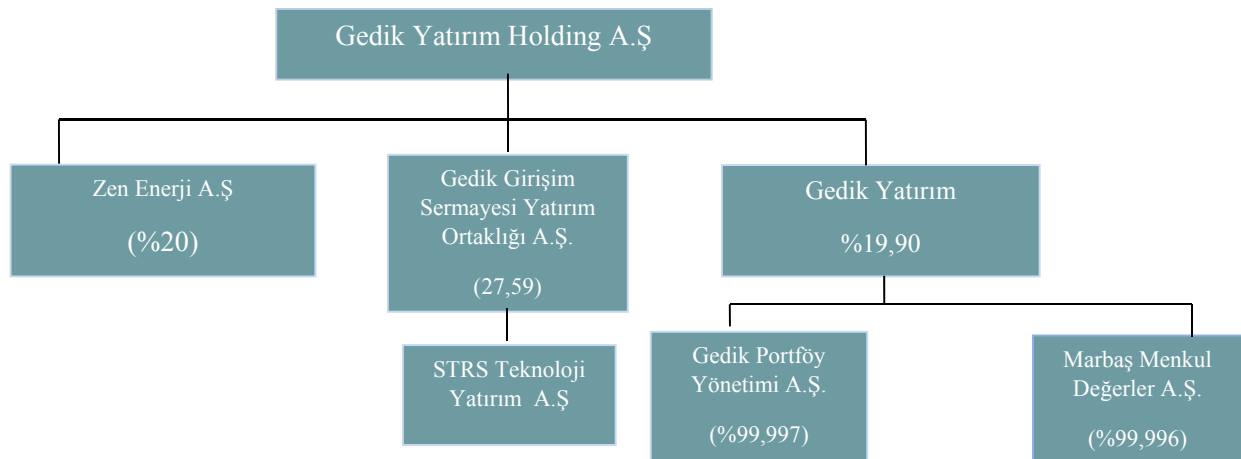 Gedik Yatırım Holding A.Ş
Zen Enerji A.Ş
(%20)
Gedik Girişim
Sermayesi Yatırım
Ortaklığı A.Ş.
(27,59)
Gedik Yatırım
%19,90
STRS Teknoloji
Yatırım A.Ş
Gedik Portföy
Yönetimi A.Ş.
(%99,997)
Marbaş Menkul
Değerler A.Ş.
(%99,996)